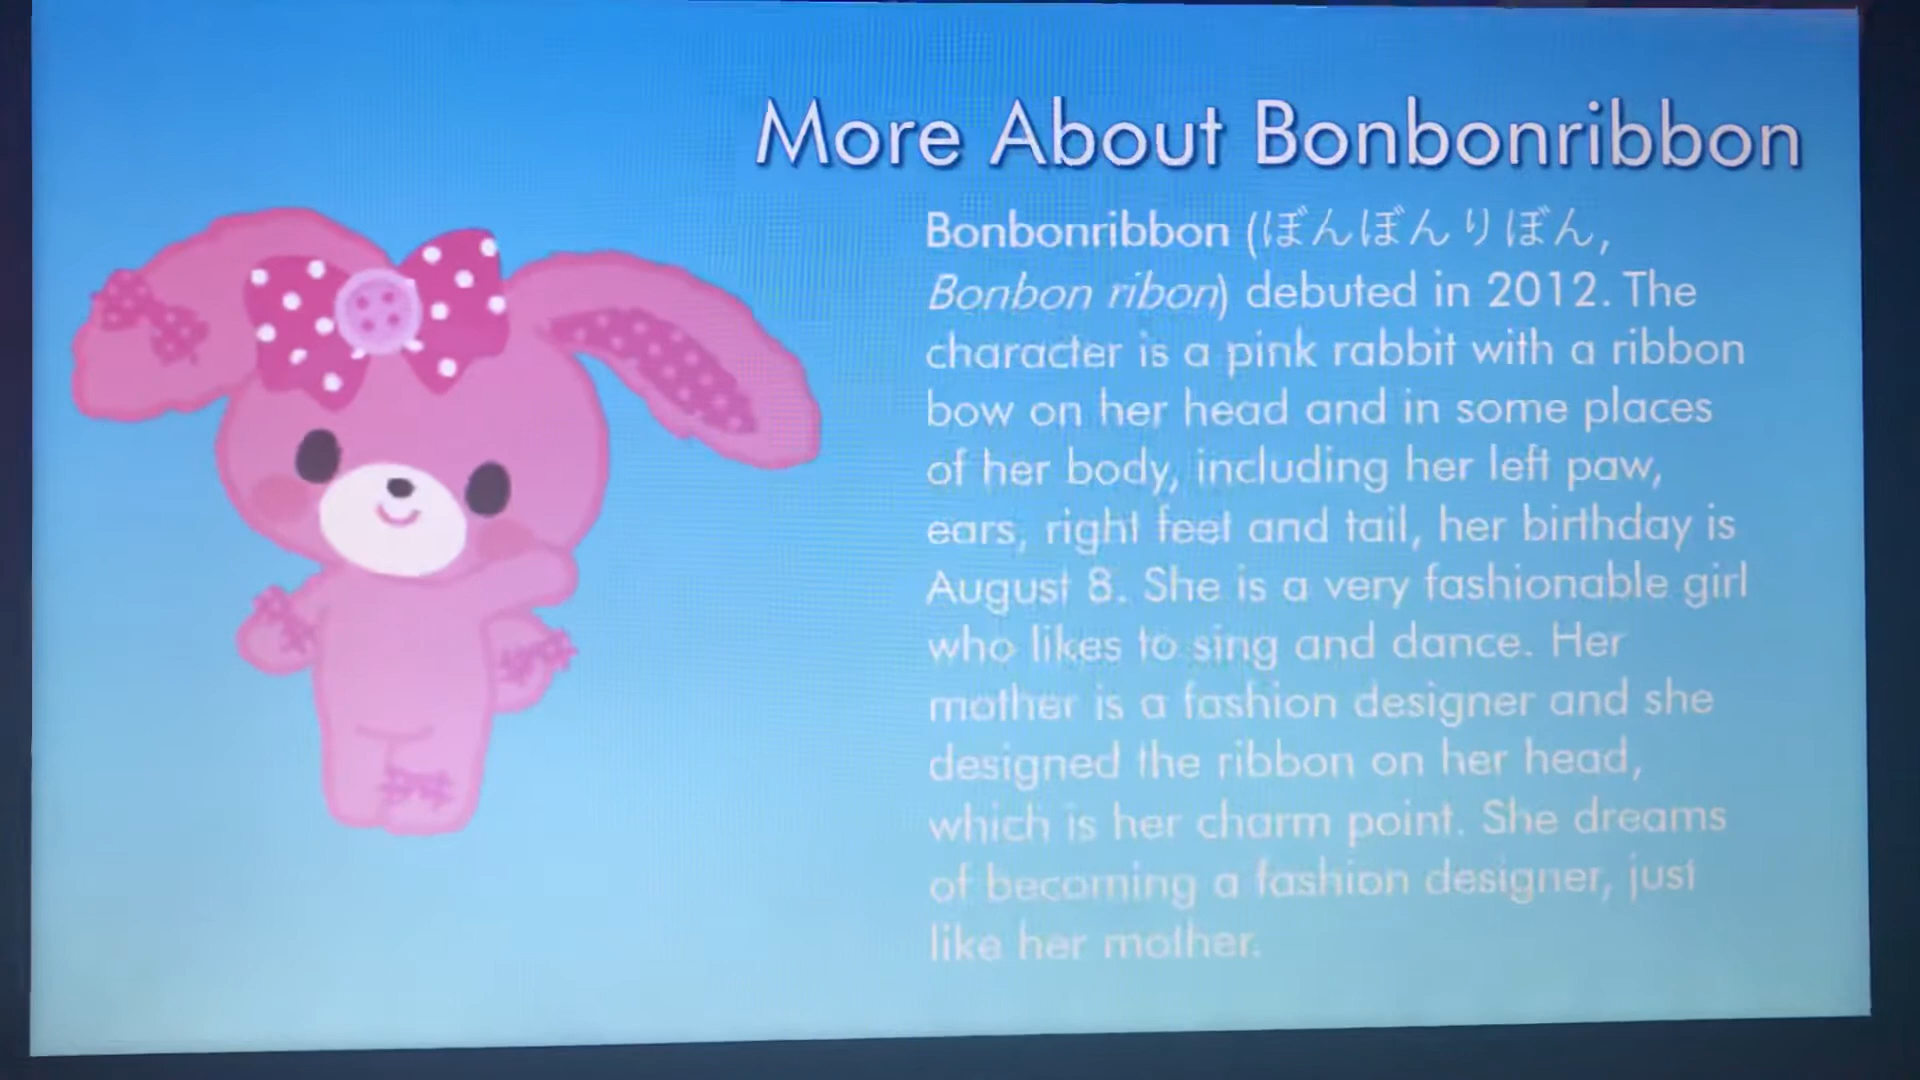 More About Bonbonribbon
Bonbonribbon (ぼんぼんりぼん,
Bonbon ribon) debuted in 2012. The
character is a pink rabbit with a ribbon
bow on her head and in some places
of her body, including her left paw,
ears, right feet and tail, her birthday is
August 8. She is a very fashionable girl
who likes to sing and dance. Her
mother is a fashion designer and she
designed the ribbon on her head,
which is her charm point. She dreams
of becoming a fashion designer, just
like her mother.